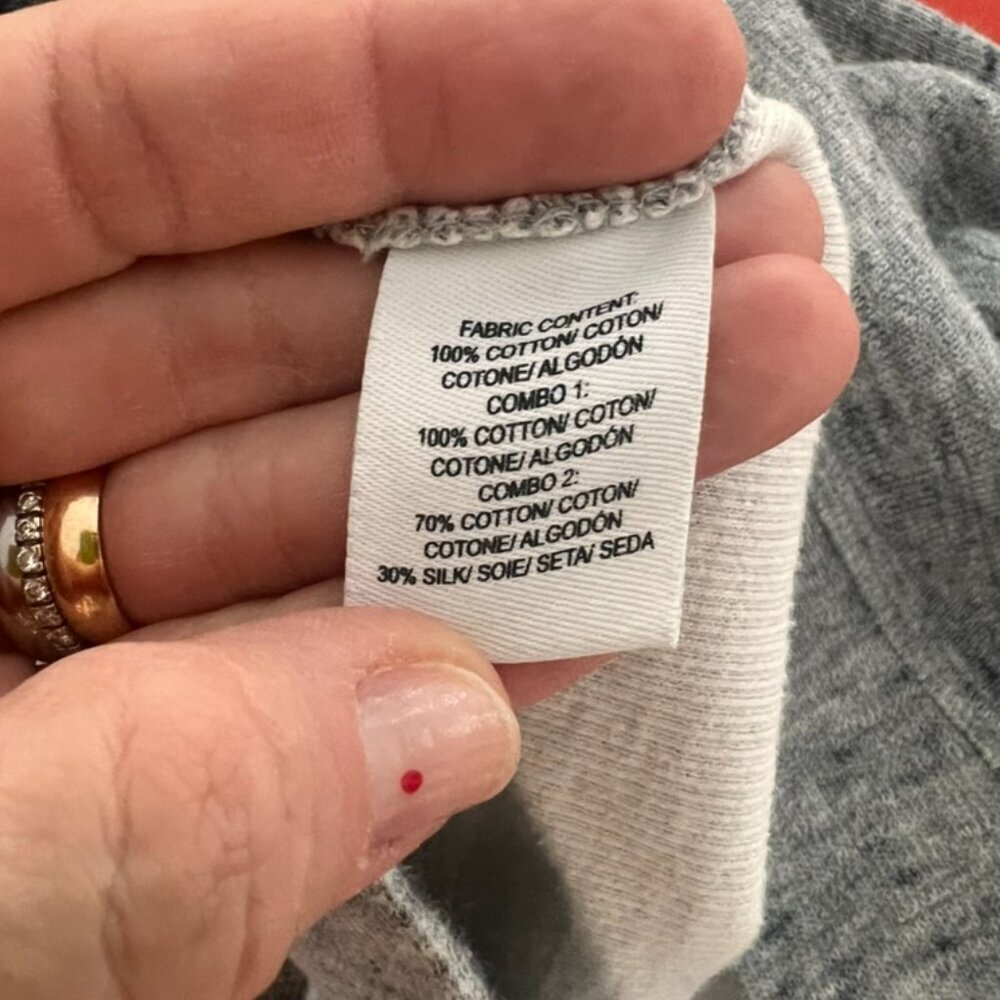 FABRIC CONTENT:
100% COTTON/ COTON/
COTONE/ ALGODÓN
COMBO 1:
100% COTTON/ COTON/
COTONE/ ALGODÓN
COMBO 2:
70% COTTON/ COTON/
COTONE/ ALGODÓN
30% SILK/ SOIE/ SETA/ SEDA